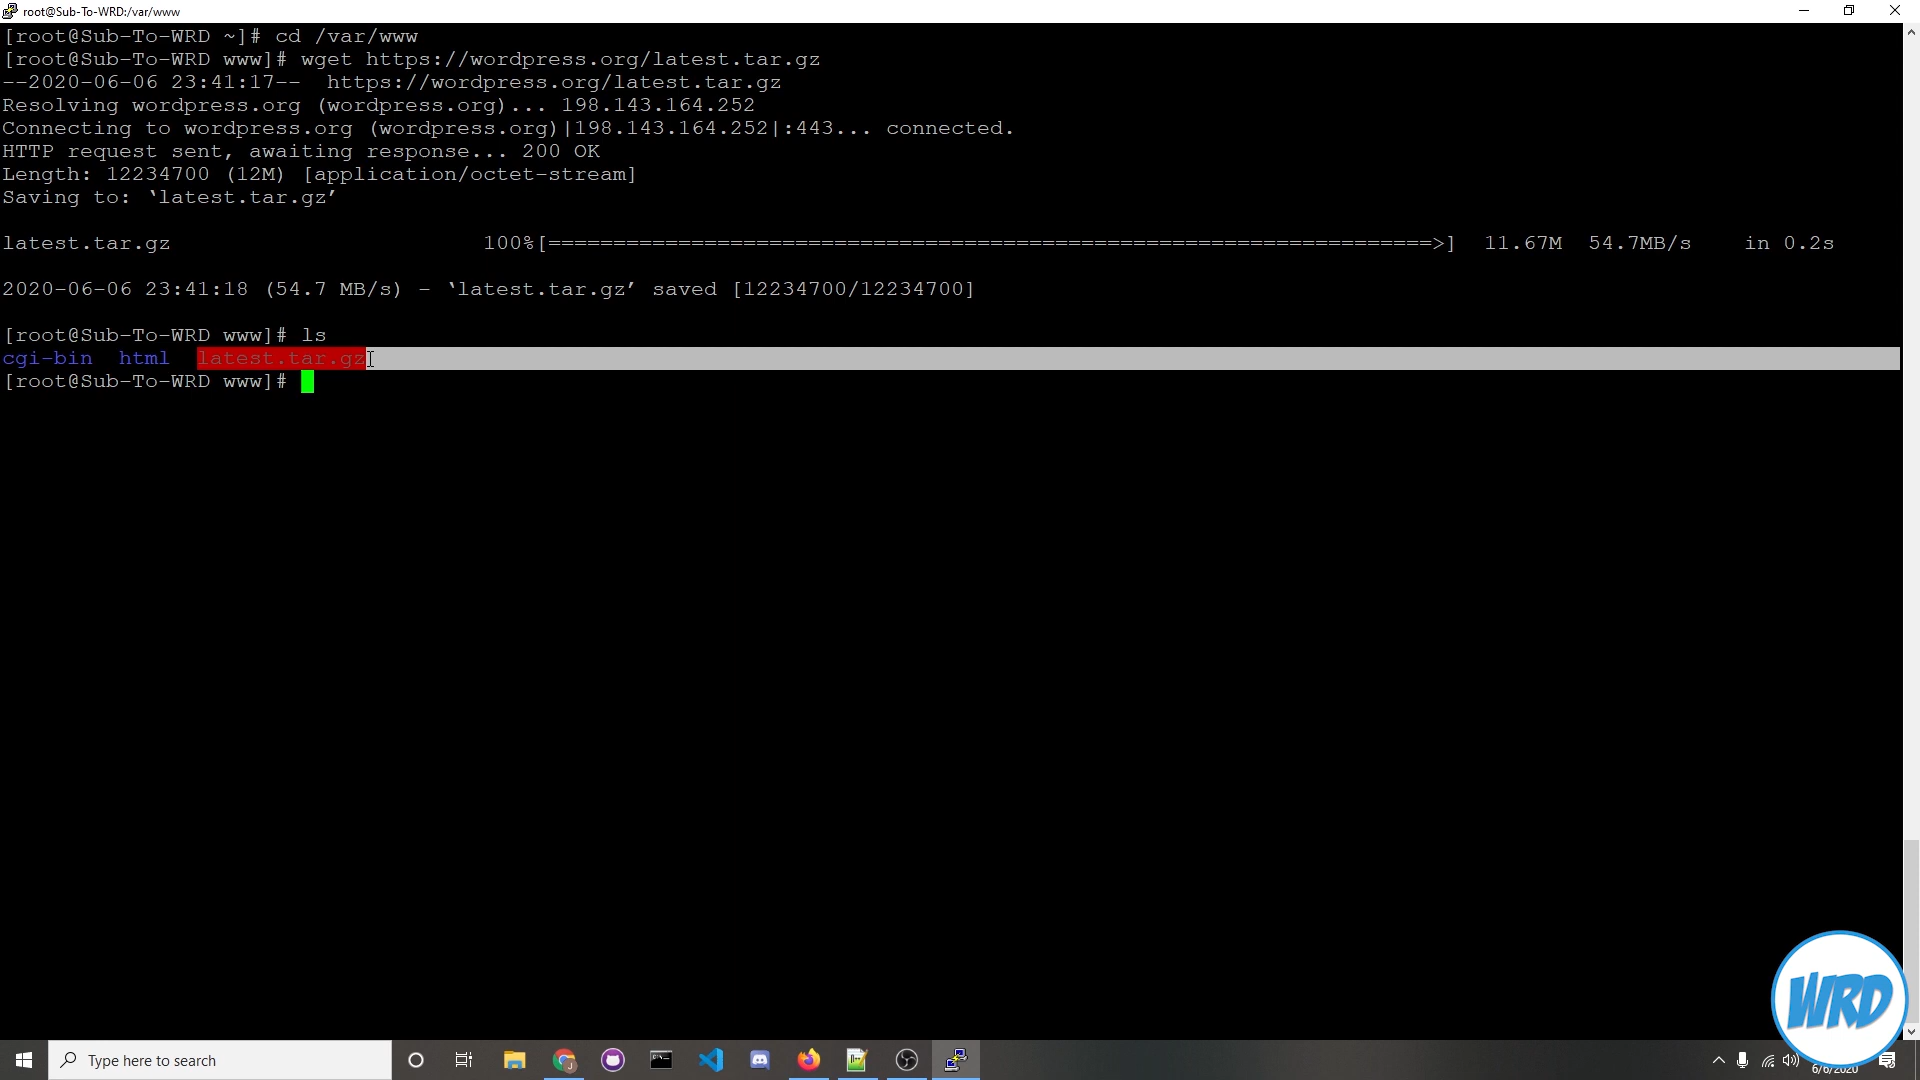 root@Sub-To-WRD:/var/www
[root@Sub-To-WRD ~]# cd /var/www
[root@Sub-To-WRD www]# wget https://wordpress.org/latest.tar.gz
--2020-06-06 23:41:17--  https://wordpress.org/latest.tar.gz
Resolving wordpress.org (wordpress.org)... 198.143.164.252
Connecting to wordpress.org (wordpress.org)|198.143.164.252|:443... connected.
HTTP request sent, awaiting response... 200 OK
Length: 12234700 (12M) [application/octet-stream]
Saving to: ‘latest.tar.gz’
latest.tar.gz 100%[====================================================================>] 11.67M 54.7MB/s in 0.2s
2020-06-06 23:41:18 (54.7 MB/s) - ‘latest.tar.gz’ saved [12234700/12234700]
[root@Sub-To-WRD www]# ls
cgi-bin html latest.tar.gz
[root@Sub-To-WRD www]#
WRD
Type here to search
6/6/2020